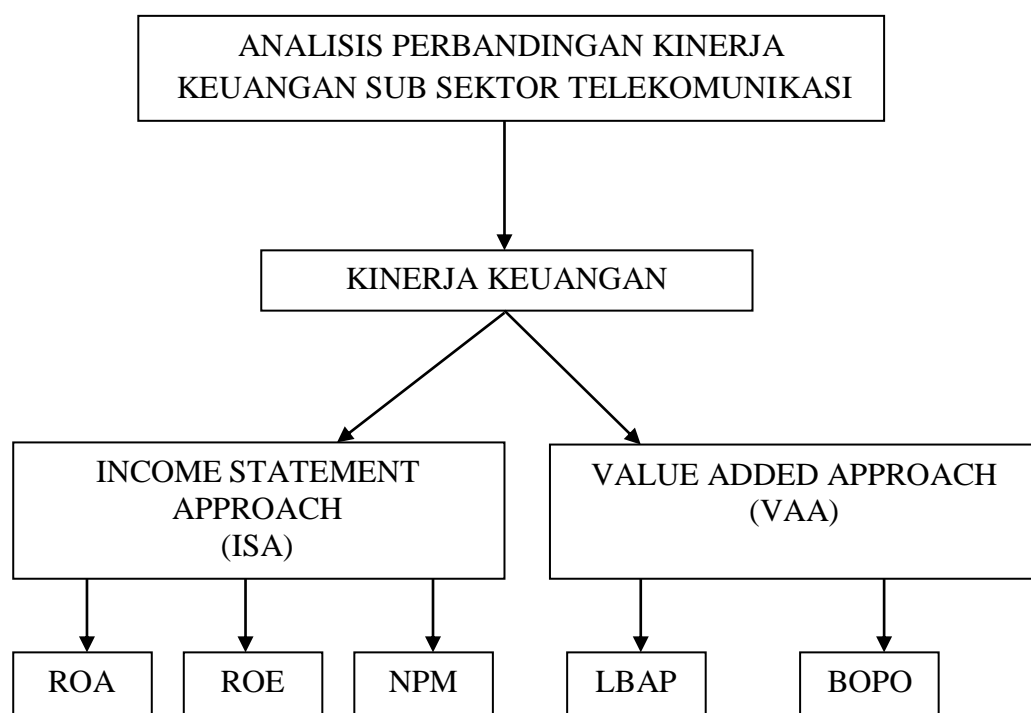 ANALISIS PERBANDINGAN KINERJA
KEUANGAN SUB SEKTOR TELEKOMUNIKASI
KINERJA KEUANGAN
INCOME STATEMENT
APPROACH
(ISA)
VALUE ADDED APPROACH
(VAA)
ROA
ROE
NPM
LBAP
BOPO